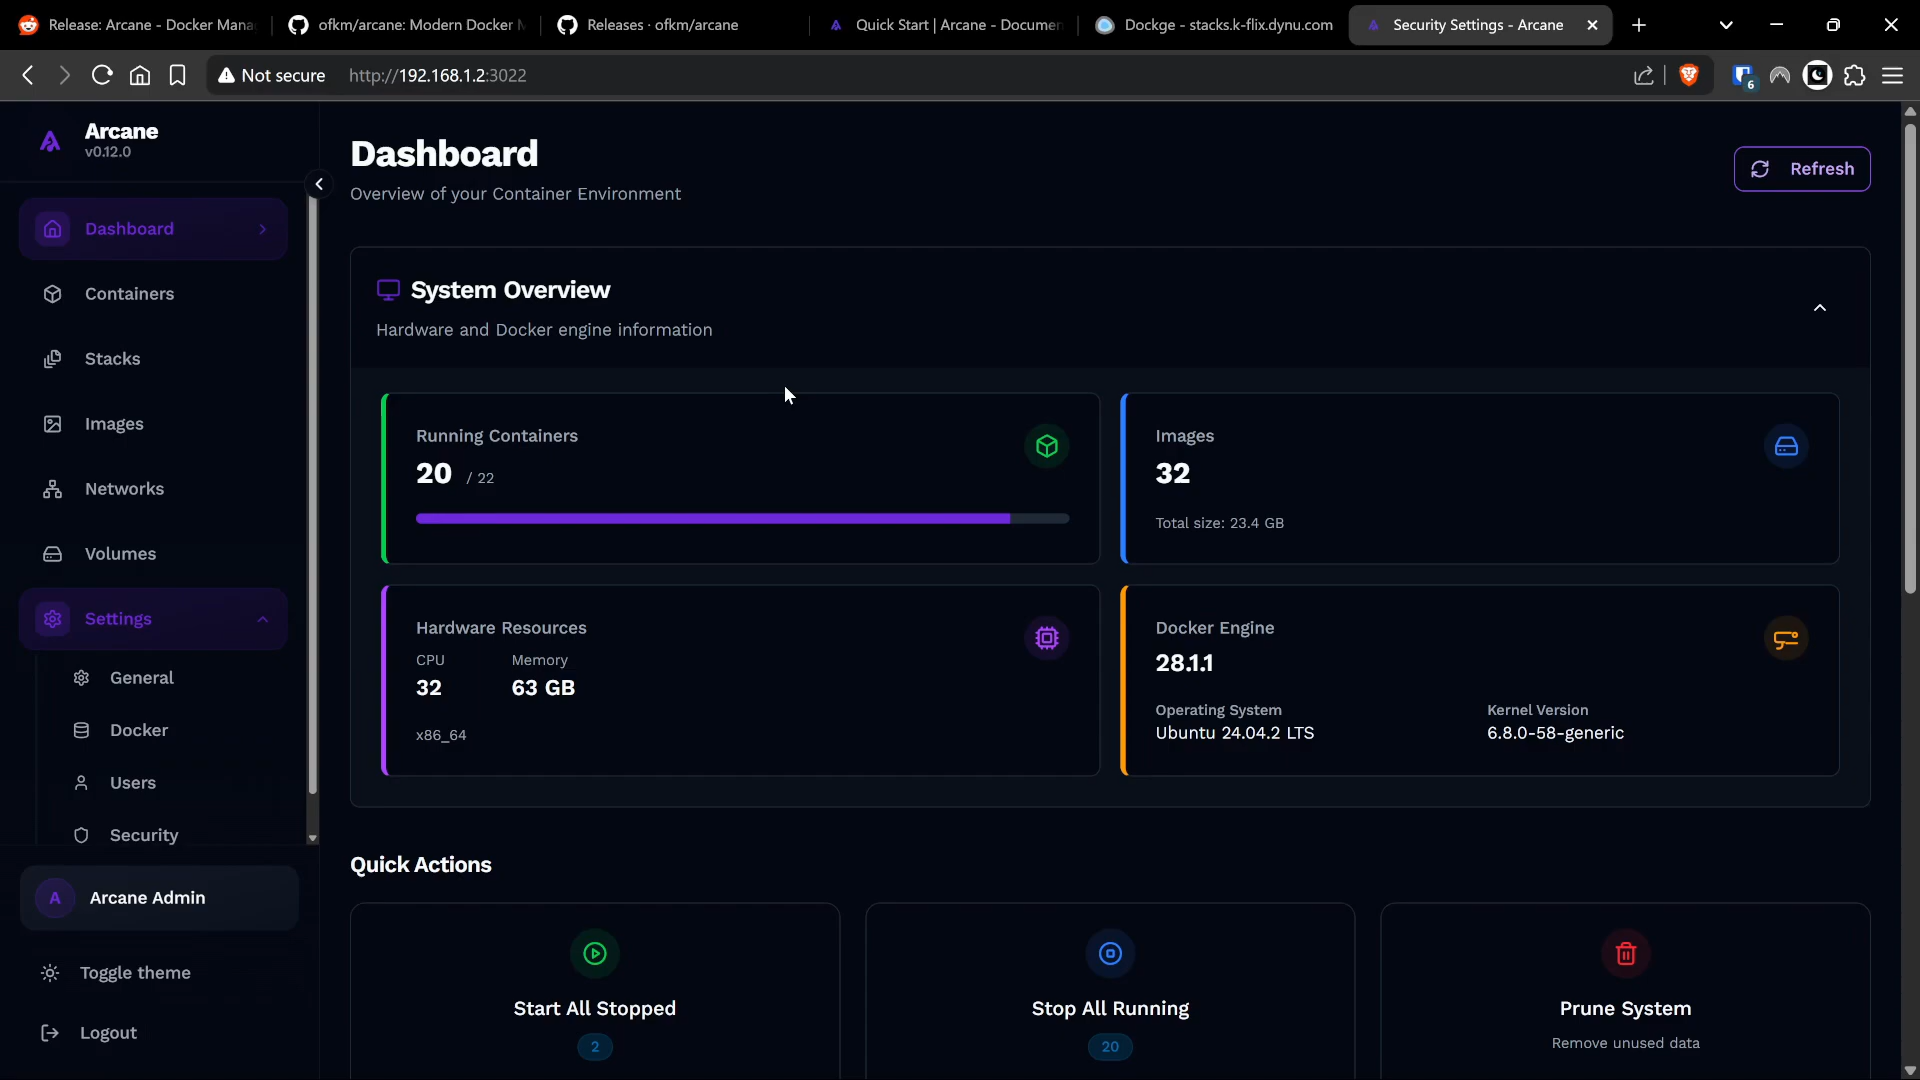 Release: Arcane - Docker Mana
ofkm/arcane: Modern Docker M
Releases · ofkm/arcane
Quick Start | Arcane - Documen
Dockge - stacks.k-flix.dynu.com
Security Settings - Arcane
Not secure
http://192.168.1.2:3022
6
Arcane
v0.12.0
Dashboard
Containers
Stacks
Images
Networks
Volumes
Settings
General
Docker
Users
Security
A
Arcane Admin
Toggle theme
Logout
Dashboard
Overview of your Container Environment
Refresh
System Overview
Hardware and Docker engine information
Running Containers
20 / 22
Images
32
Total size: 23.4 GB
Hardware Resources
CPU Memory
32 63 GB
x86_64
Docker Engine
28.1.1
Operating System Kernel Version
Ubuntu 24.04.2 LTS 6.8.0-58-generic
Quick Actions
Start All Stopped
2
Stop All Running
20
Prune System
Remove unused data